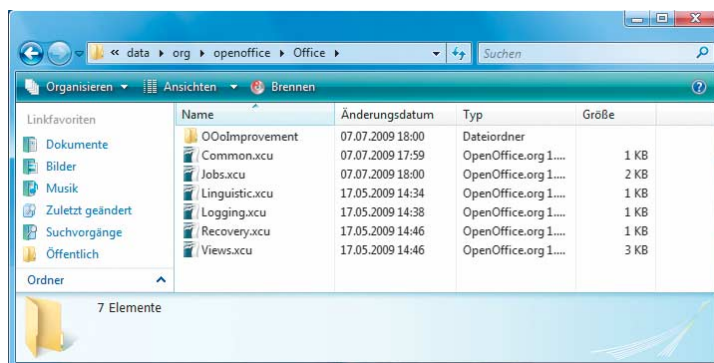 « data ▸ org ▸ openoffice ▸ Office ▸ Suchen
Organisieren Ansichten Brennen
Linkfavoriten
Dokumente
Bilder
Musik
Zuletzt geändert
Suchvorgänge
Öffentlich
Ordner
Name Änderungsdatum Typ Größe
OOoImprovement 07.07.2009 18:00 Dateiordner
Common.xcu 07.07.2009 17:59 OpenOffice.org 1.... 1 KB
Jobs.xcu 07.07.2009 18:00 OpenOffice.org 1.... 2 KB
Linguistic.xcu 17.05.2009 14:34 OpenOffice.org 1.... 1 KB
Logging.xcu 17.05.2009 14:38 OpenOffice.org 1.... 1 KB
Recovery.xcu 17.05.2009 14:46 OpenOffice.org 1.... 1 KB
Views.xcu 17.05.2009 14:46 OpenOffice.org 1.... 3 KB
7 Elemente